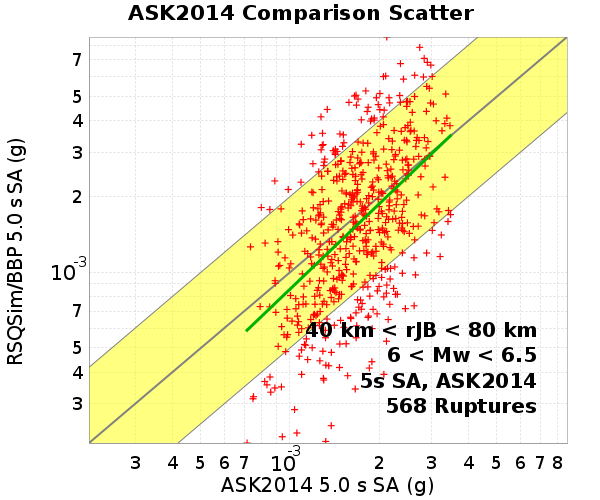 ASK2014 Comparison Scatter
RSQSim/BBP 5.0 s SA (g)
7
5
4
3
2
10-3
7
5
4
3
40 km < rJB < 80 km
6 < Mw < 6.5
5s SA, ASK2014
568 Ruptures
3 4 5 6 7 10-3 2 3 4 5 6 7 8
ASK2014 5.0 s SA (g)